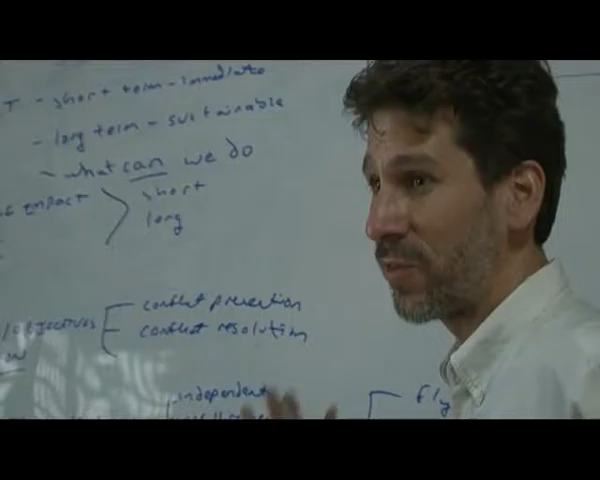 T - short term - immediate
- long term - sustainable
- what can we do
impact
short
long
/objectives
conflict prevention
conflict resolution
independent
fly